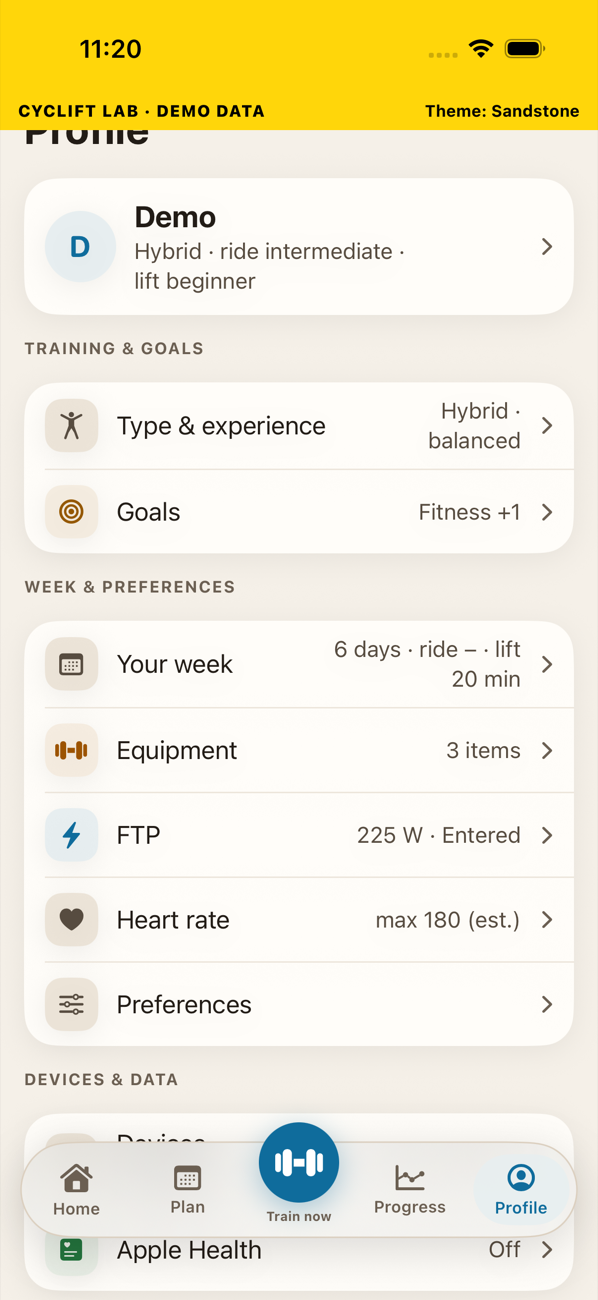 11:20
CYCLIFT LAB · DEMO DATA
Theme: Sandstone
Profile
D
Demo
Hybrid · ride intermediate ·
lift beginner
TRAINING & GOALS
Type & experience
Hybrid ·
balanced
Goals
Fitness +1
WEEK & PREFERENCES
Your week
6 days · ride – · lift
20 min
Equipment
3 items
FTP
225 W · Entered
Heart rate
max 180 (est.)
Preferences
DEVICES & DATA
Devices
Home
Plan
Train now
Progress
Profile
Apple Health
Off